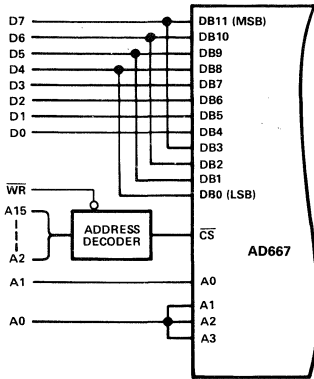 D7 DB11 (MSB)
D6 DB10
D5 DB9
D4 DB8
D3 DB7
D2 DB6
D1 DB5
D0 DB4
DB3
DB2
DB1
DB0 (LSB)
WR
A15
ADDRESS
DECODER
CS
AD667
A2
A1 A0
A1
A0 A2
A3